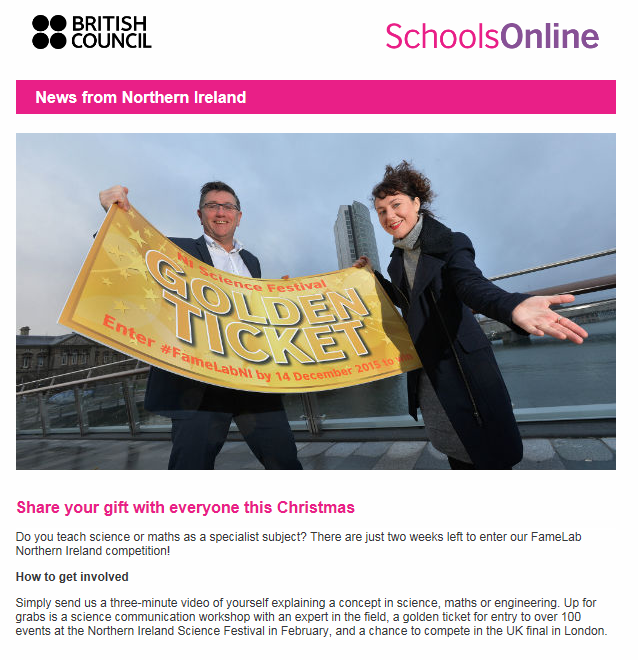 BRITISH
COUNCIL
SchoolsOnline
News from Northern Ireland
NI Science Festival
GOLDEN
TICKET
Enter #FameLabNI by 14 December 2015 to win
Share your gift with everyone this Christmas
Do you teach science or maths as a specialist subject? There are just two weeks left to enter our FameLab
Northern Ireland competition!
How to get involved
Simply send us a three-minute video of yourself explaining a concept in science, maths or engineering. Up for
grabs is a science communication workshop with an expert in the field, a golden ticket for entry to over 100
events at the Northern Ireland Science Festival in February, and a chance to compete in the UK final in London.